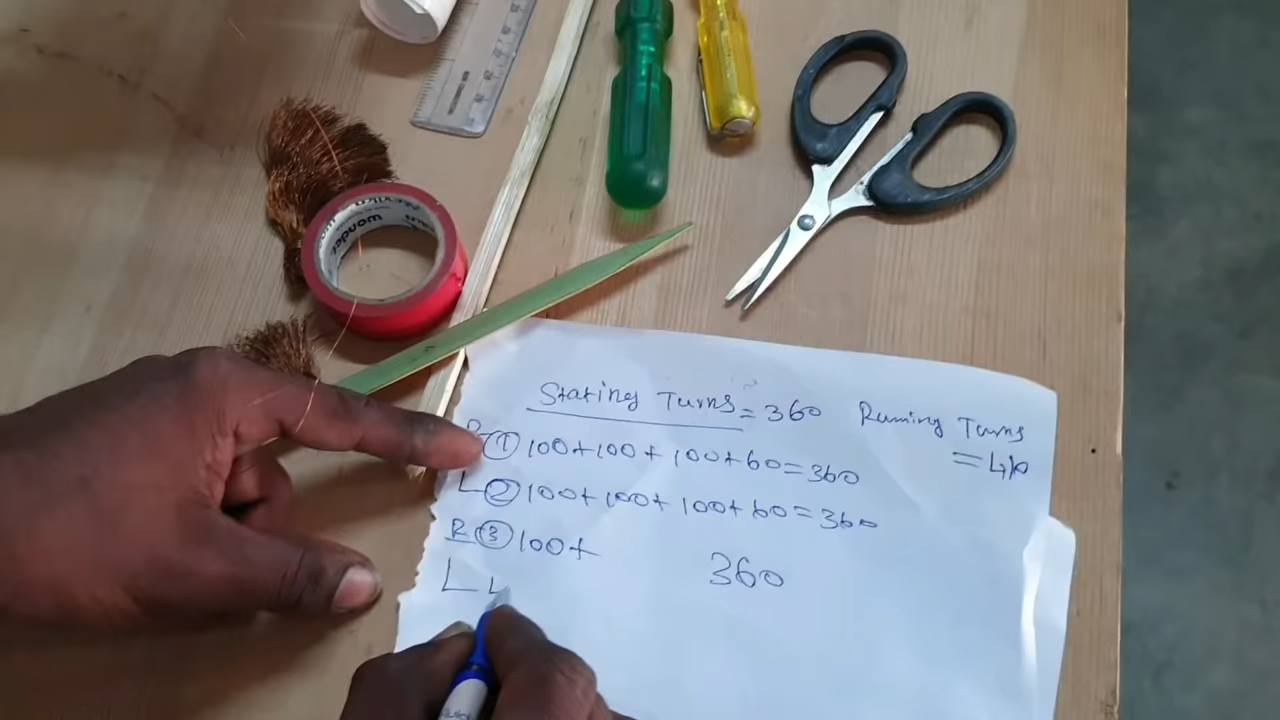 wonder
Stating Turns = 360
Running Turns
= 410
R ① 100+100+100+60=360
L ② 100+100+100+60=360
R ③ 100+
360
L L